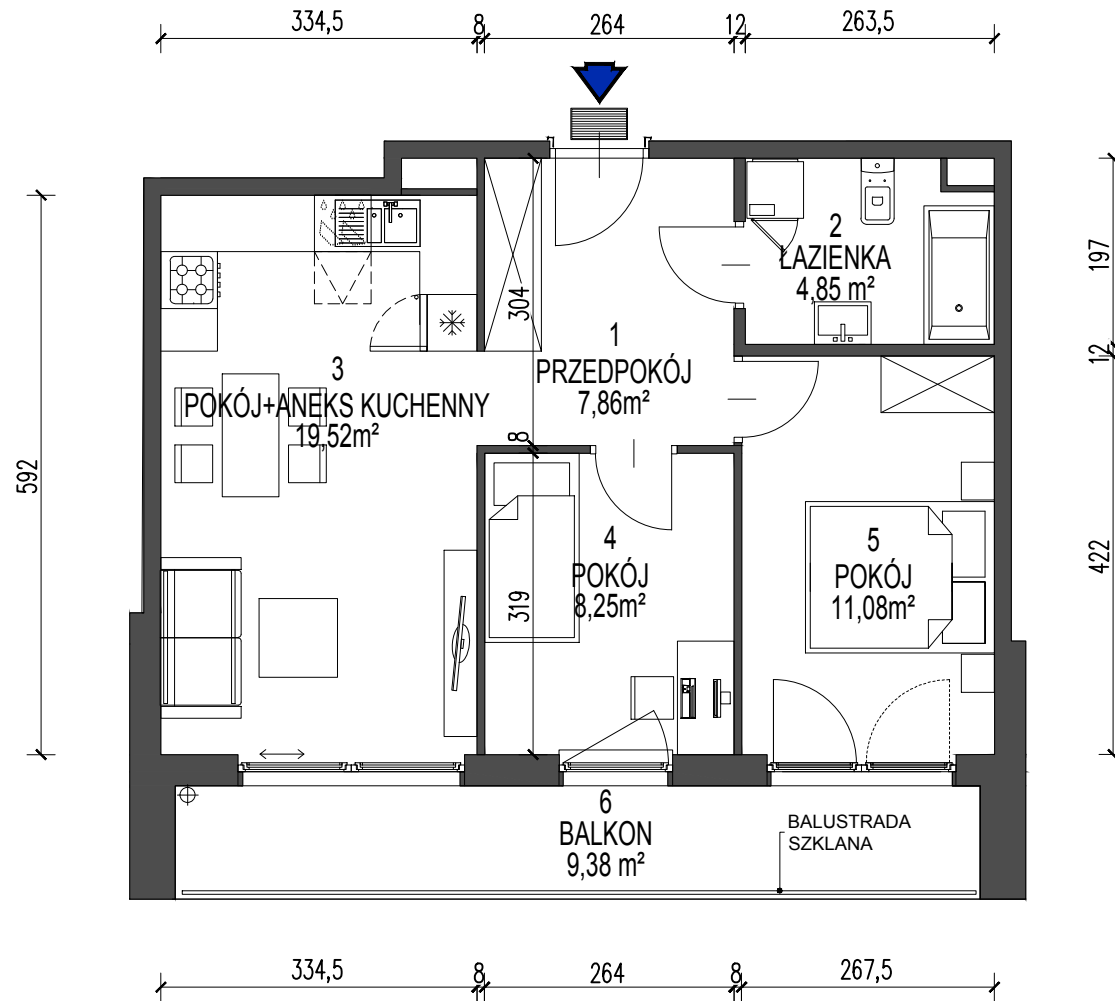 334,5
8
264
12
263,5
592
304
8
319
197
12
422
1
PRZEDPOKÓJ
7,86m²
2
ŁAZIENKA
4,85 m²
3
POKÓJ+ANEKS KUCHENNY
19,52m²
4
POKÓJ
8,25m²
5
POKÓJ
11,08m²
6
BALKON
9,38 m²
BALUSTRADA
SZKLANA
334,5
8
264
8
267,5